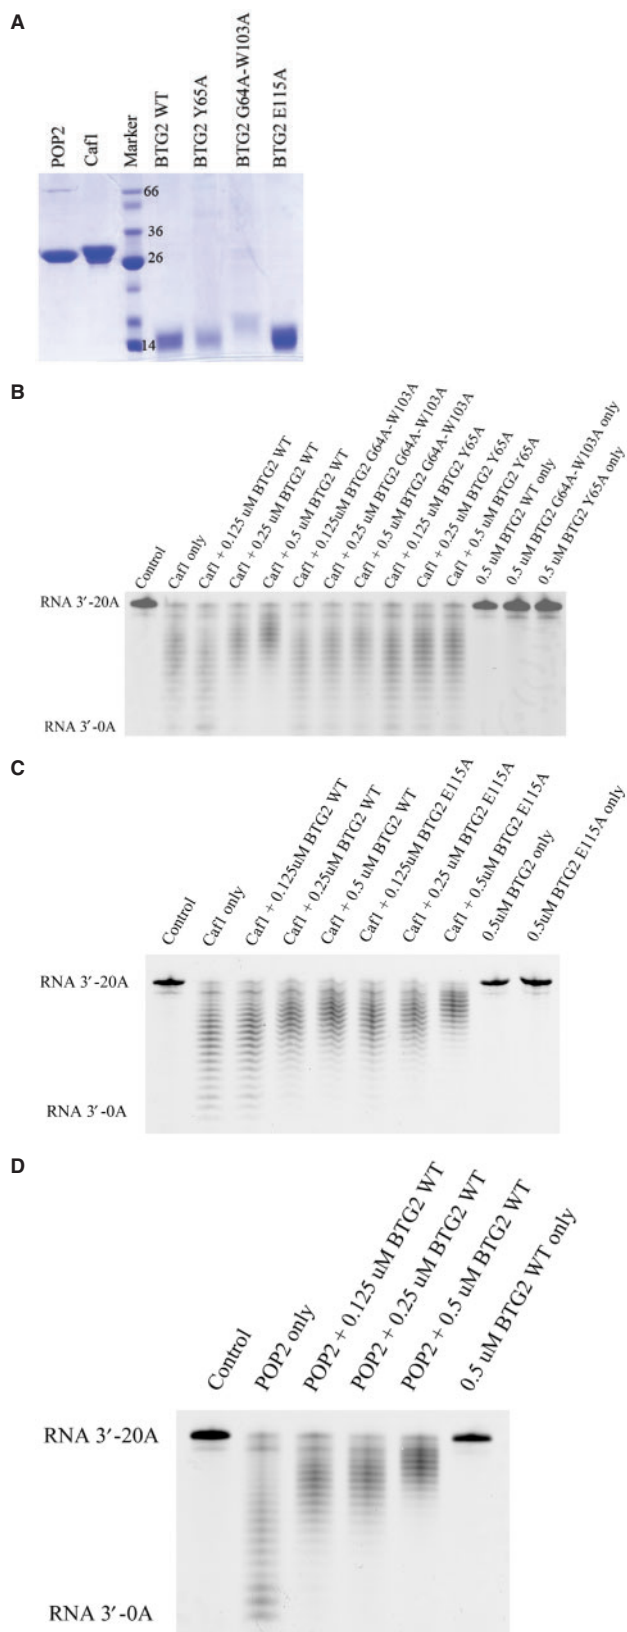 A
POP2
Caf1
Marker
BTG2 WT
BTG2 Y65A
BTG2 G64A-W103A
BTG2 E115A
66
36
26
14
B
Control
Caf1 only
Caf1 + 0.125 uM BTG2 WT
Caf1 + 0.25 uM BTG2 WT
Caf1 + 0.5 uM BTG2 WT
Caf1 + 0.125uM BTG2 G64A-W103A
Caf1 + 0.25 uM BTG2 G64A-W103A
Caf1 + 0.5 uM BTG2 G64A-W103A
Caf1 + 0.125 uM BTG2 Y65A
Caf1 + 0.25 uM BTG2 Y65A
Caf1 + 0.5 uM BTG2 Y65A
0.5 uM BTG2 WT only
0.5 uM BTG2 G64A-W103A only
0.5 uM BTG2 Y65A only
RNA 3′-20A
RNA 3′-0A
C
Control
Caf1 only
Caf1 + 0.125uM BTG2 WT
Caf1 + 0.25uM BTG2 WT
Caf1 + 0.5 uM BTG2 WT
Caf1 + 0.125uM BTG2 E115A
Caf1 + 0.25 uM BTG2 E115A
Caf1 + 0.5uM BTG2 E115A
0.5uM BTG2 only
0.5uM BTG2 E115A only
RNA 3′-20A
RNA 3′-0A
D
Control
POP2 only
POP2 + 0.125 uM BTG2 WT
POP2 + 0.25 uM BTG2 WT
POP2 + 0.5 uM BTG2 WT
0.5 uM BTG2 WT only
RNA 3′-20A
RNA 3′-0A